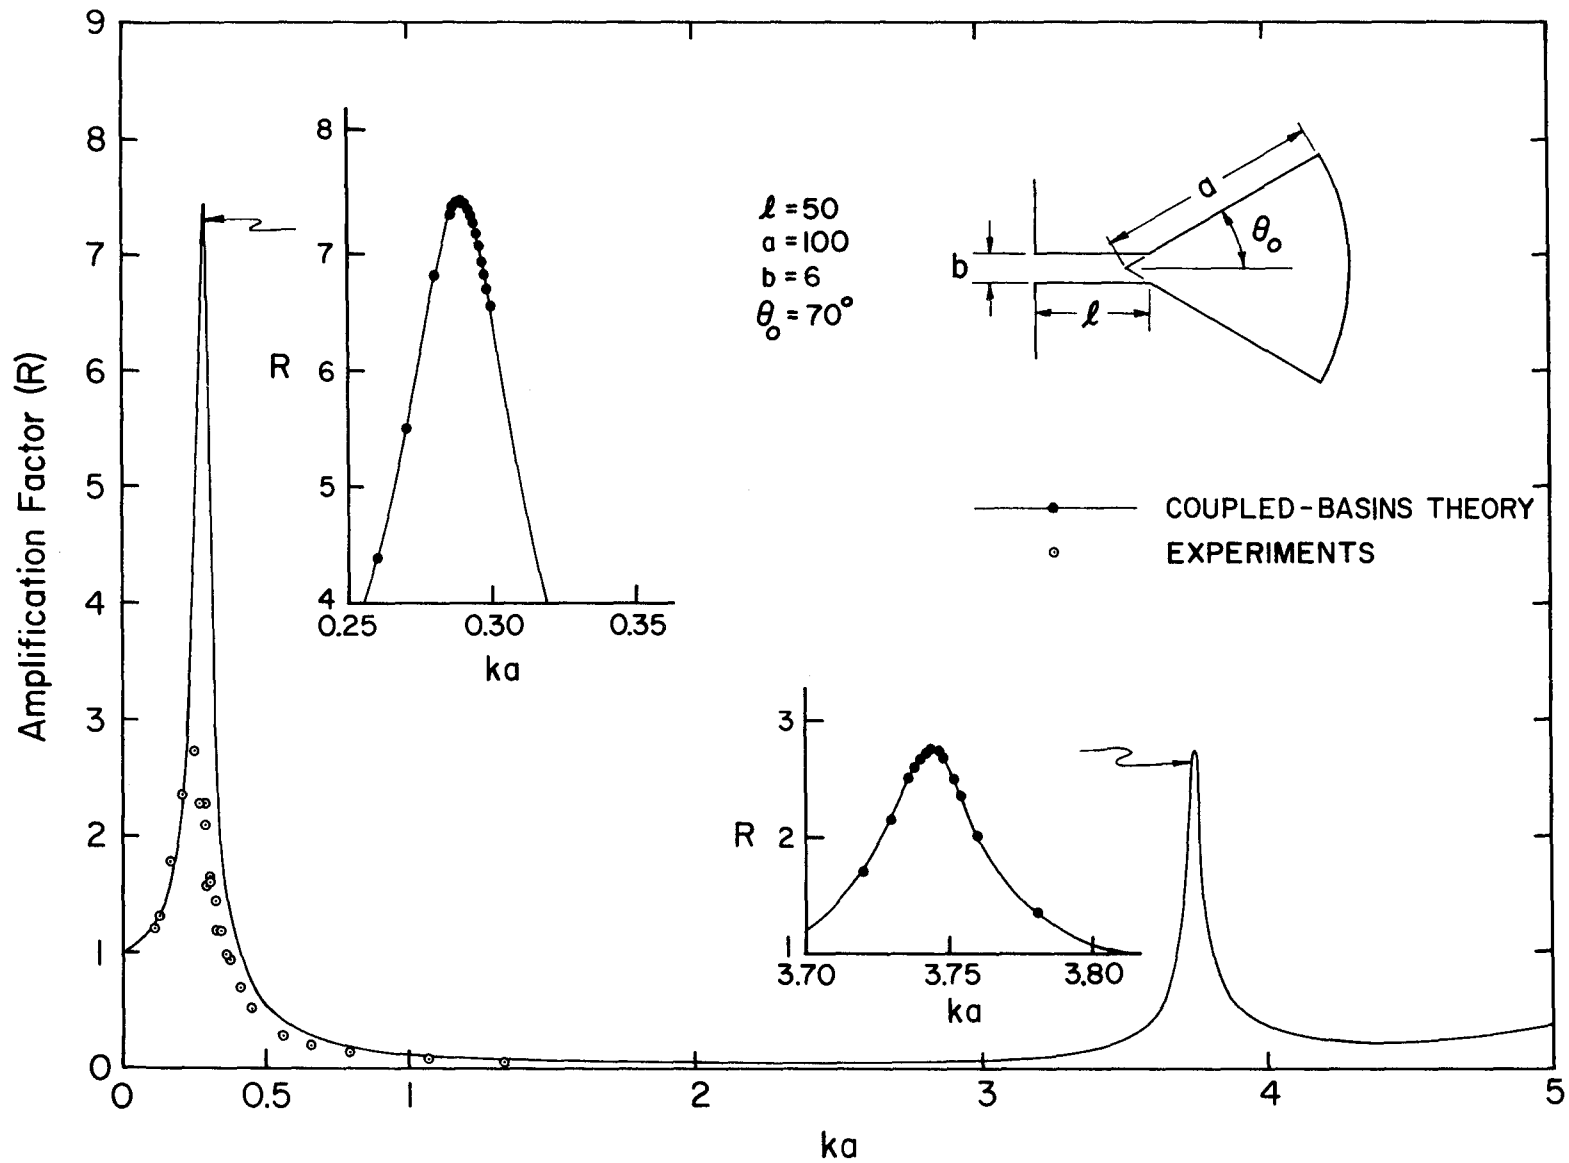 Amplification Factor (R)
9
8
7
6
5
4
3
2
1
0
0
0.5
1
2
3
4
5
ka
R
8
7
6
5
4
0.25
0.30
0.35
ka
ℓ = 50
a = 100
b = 6
θo = 70°
b
ℓ
a
θo
COUPLED-BASINS THEORY
EXPERIMENTS
R
3
2
1
3.70
3.75
3.80
ka